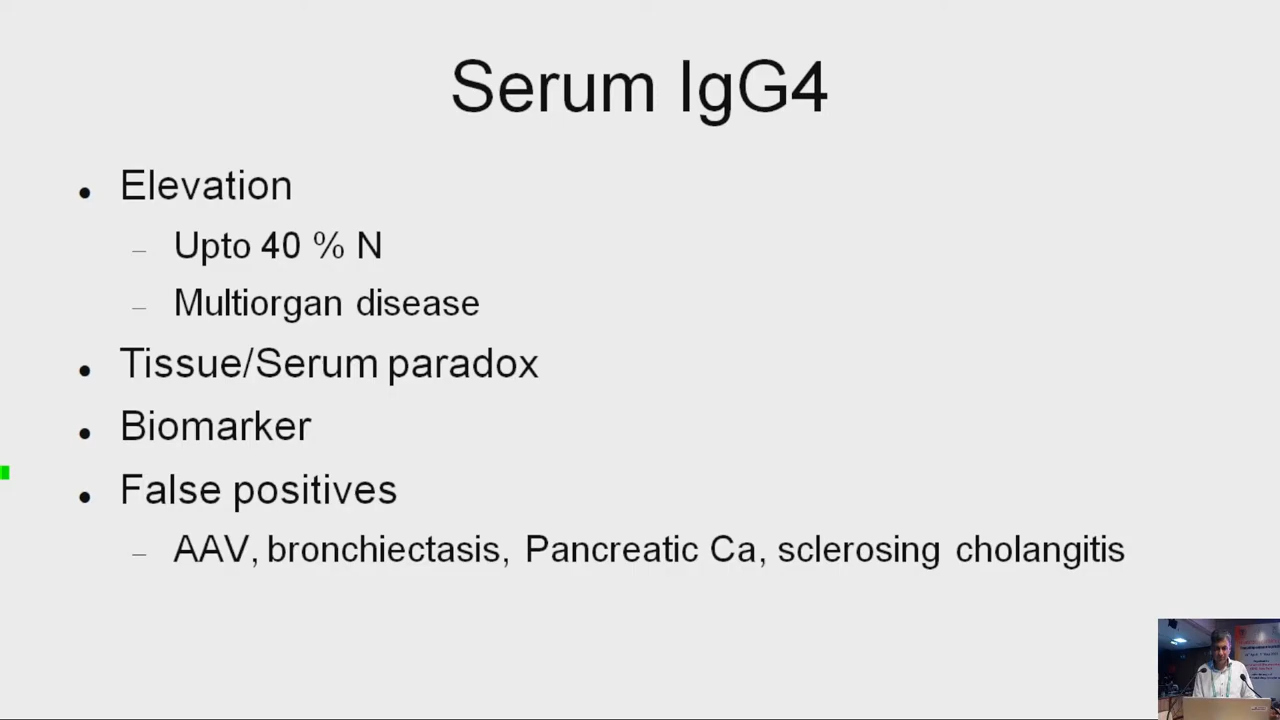 Serum IgG4
Elevation
Upto 40 % N
Multiorgan disease
Tissue/Serum paradox
Biomarker
False positives
AAV, bronchiectasis, Pancreatic Ca, sclerosing cholangitis